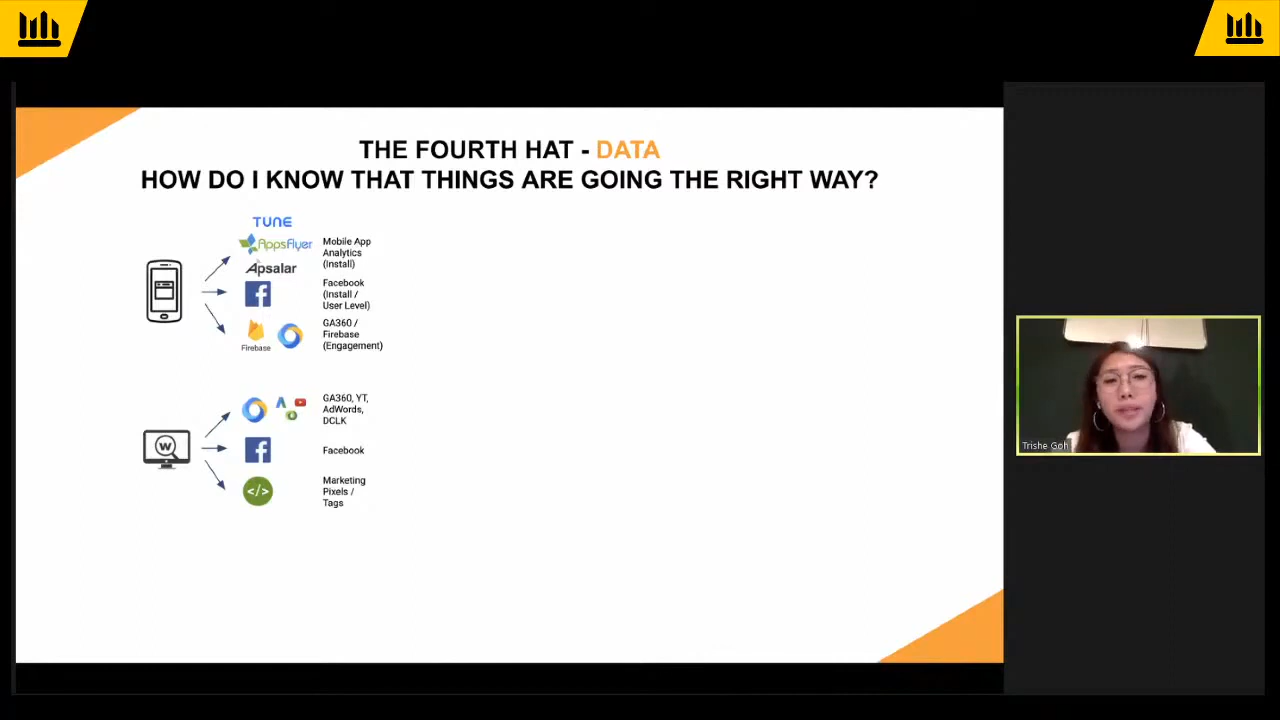 THE FOURTH HAT - DATA
HOW DO I KNOW THAT THINGS ARE GOING THE RIGHT WAY?
TUNE
AppsFlyer
Apsalar
Mobile App
Analytics
(Install)
Facebook
(Install /
User Level)
Firebase
GA360 /
Firebase
(Engagement)
W
GA360, YT,
AdWords,
DCLK
Facebook
</>
Marketing
Pixels /
Tags
Trishe Goh